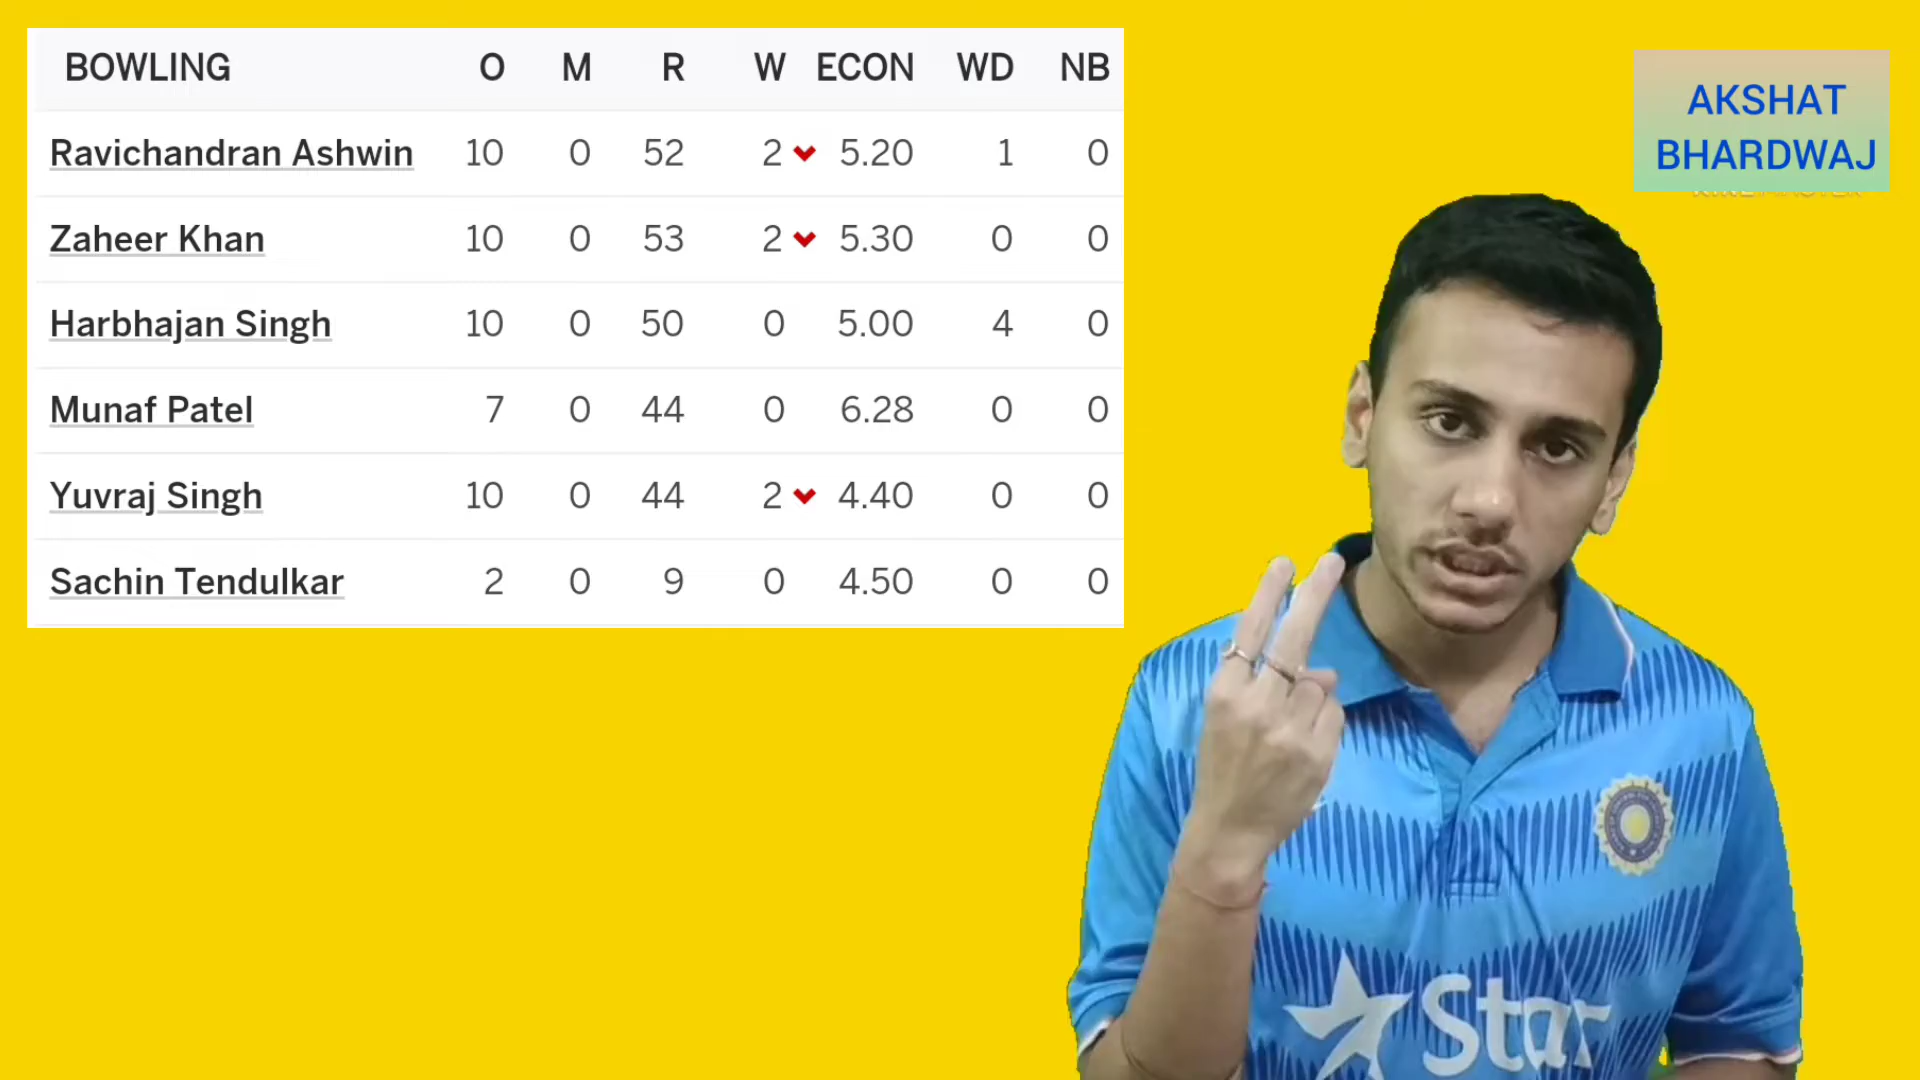 BOWLING O M R W ECON WD NB
Ravichandran Ashwin 10 0 52 2 5.20 1 0
Zaheer Khan 10 0 53 2 5.30 0 0
Harbhajan Singh 10 0 50 0 5.00 4 0
Munaf Patel 7 0 44 0 6.28 0 0
Yuvraj Singh 10 0 44 2 4.40 0 0
Sachin Tendulkar 2 0 9 0 4.50 0 0
AKSHAT
BHARDWAJ
Star